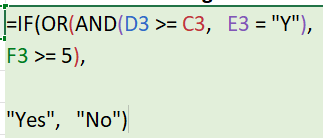 =IF(OR(AND(D3 >= C3, E3 = "Y"),
F3 >= 5),
"Yes", "No")